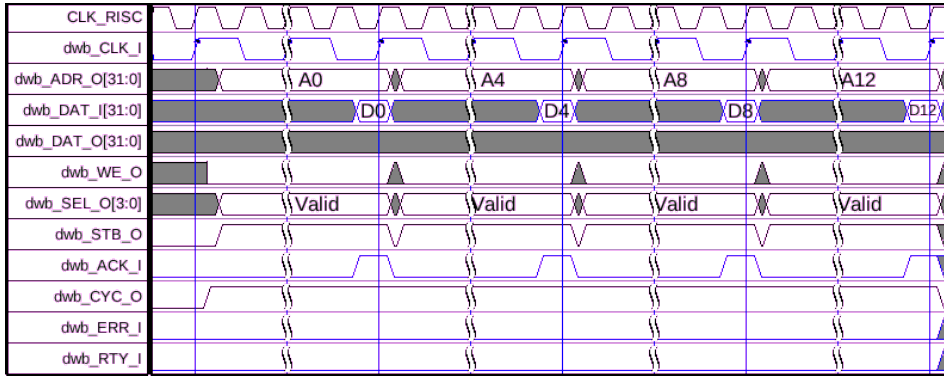 CLK_RISC
dwb_CLK_I
dwb_ADR_O[31:0] A0 A4 A8 A12
dwb_DAT_I[31:0] D0 D4 D8 D12
dwb_DAT_O[31:0]
dwb_WE_O
dwb_SEL_O[3:0] Valid Valid Valid Valid
dwb_STB_O
dwb_ACK_I
dwb_CYC_O
dwb_ERR_I
dwb_RTY_I